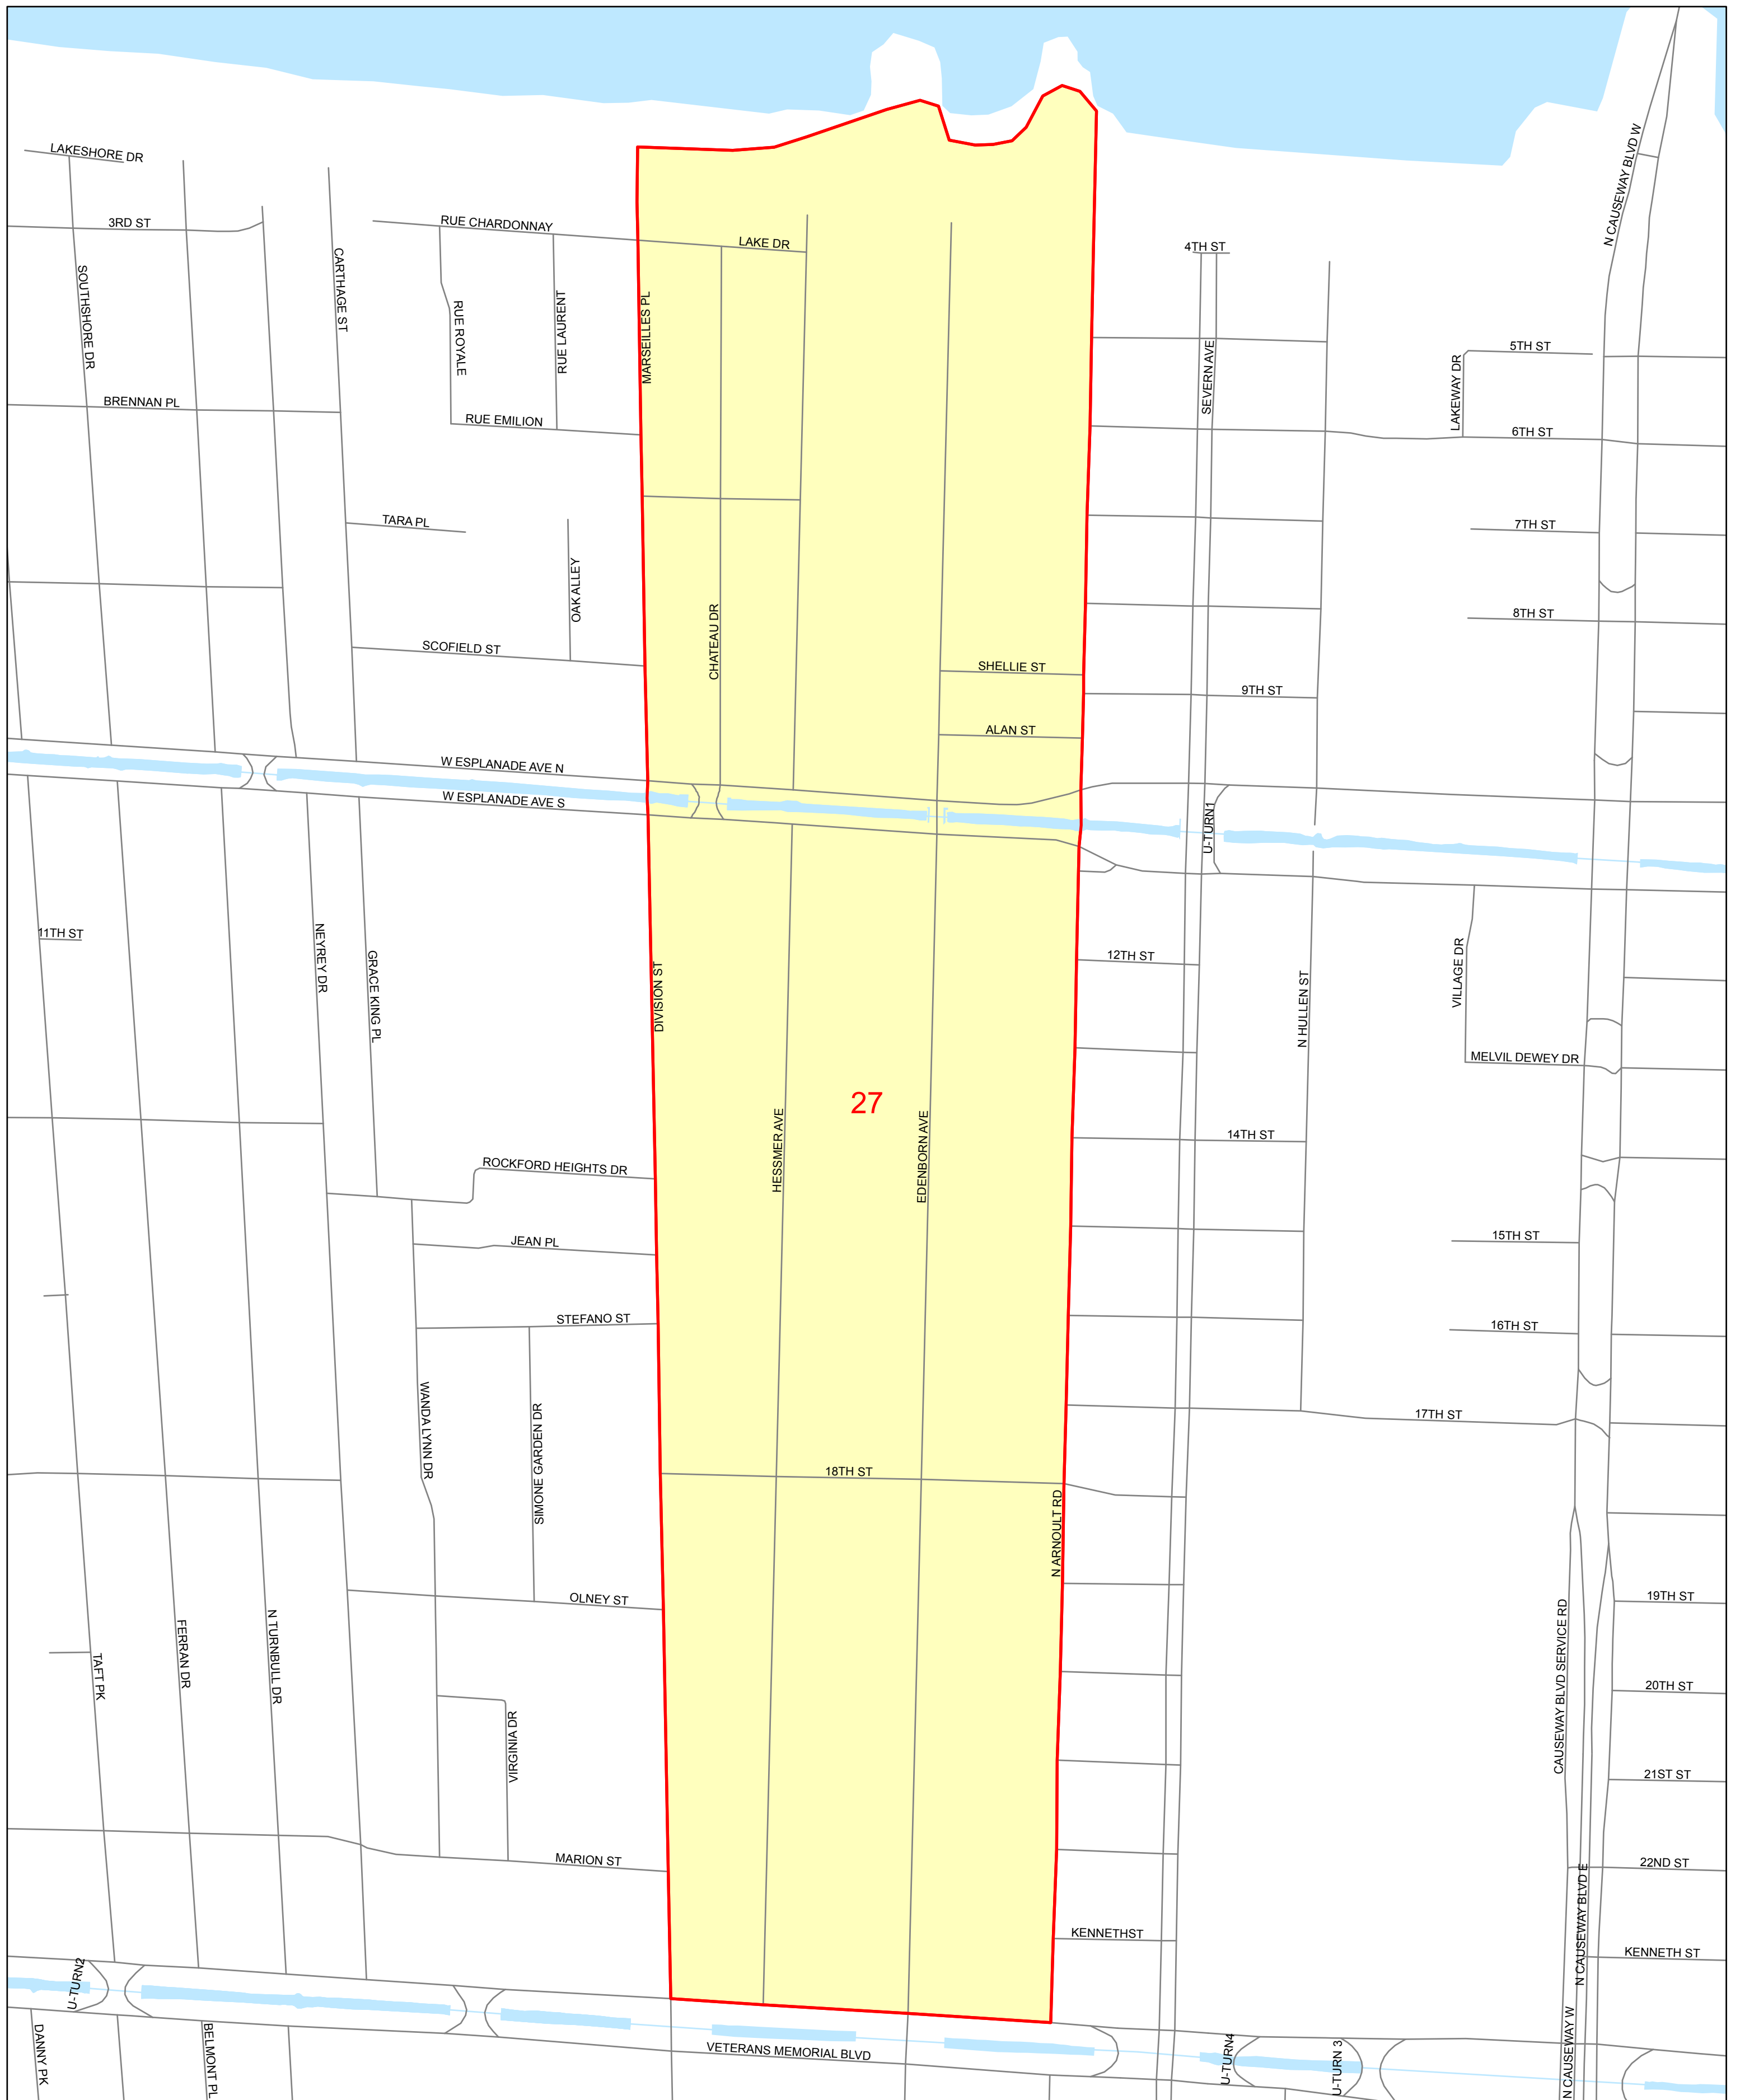 LAKESHORE DR
3RD ST
SOUTHSHORE DR
CARTHAGE ST
RUE CHARDONNAY
RUE ROYALE
RUE LAURENT
MARSEILLES PL
LAKE DR
4TH ST
SEVERN AVE
N CAUSEWAY BLVD W
5TH ST
LAKEWAY DR
6TH ST
BRENNAN PL
RUE EMILION
TARA PL
OAK ALLEY
7TH ST
8TH ST
SCOFIELD ST
CHATEAU DR
SHELLIE ST
9TH ST
ALAN ST
W ESPLANADE AVE N
W ESPLANADE AVE S
U-TURN1
11TH ST
NEYREY DR
GRACE KING PL
DIVISION ST
12TH ST
N HULLEN ST
VILLAGE DR
MELVIL DEWEY DR
27
HESSMER AVE
EDENBORN AVE
14TH ST
ROCKFORD HEIGHTS DR
JEAN PL
15TH ST
STEFANO ST
16TH ST
WANDA LYNN DR
SIMONE GARDEN DR
17TH ST
18TH ST
N ARNOULT RD
OLNEY ST
19TH ST
TAFT PK
FERRAN DR
N TURNBULL DR
CAUSEWAY BLVD SERVICE RD
20TH ST
VIRGINIA DR
21ST ST
MARION ST
22ND ST
N CAUSEWAY BLVD E
KENNETHST
KENNETH ST
U-TURN2
DANNY PK
BELMONT PL
VETERANS MEMORIAL BLVD
U-TURN4
U-TURN 3
N CAUSEWAY W